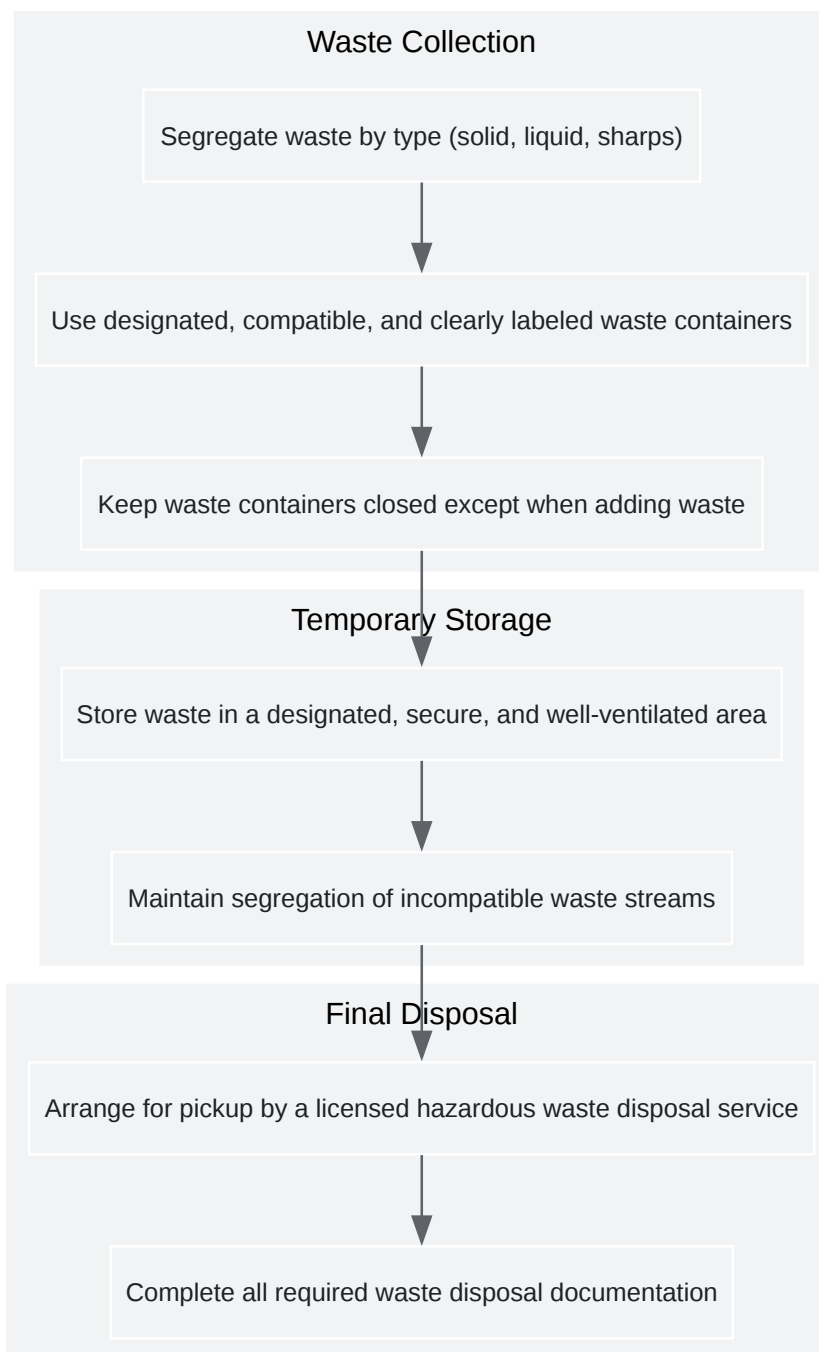 Waste Collection
Segregate waste by type (solid, liquid, sharps)
Use designated, compatible, and clearly labeled waste containers
Keep waste containers closed except when adding waste
Temporary Storage
Store waste in a designated, secure, and well-ventilated area
Maintain segregation of incompatible waste streams
Final Disposal
Arrange for pickup by a licensed hazardous waste disposal service
Complete all required waste disposal documentation